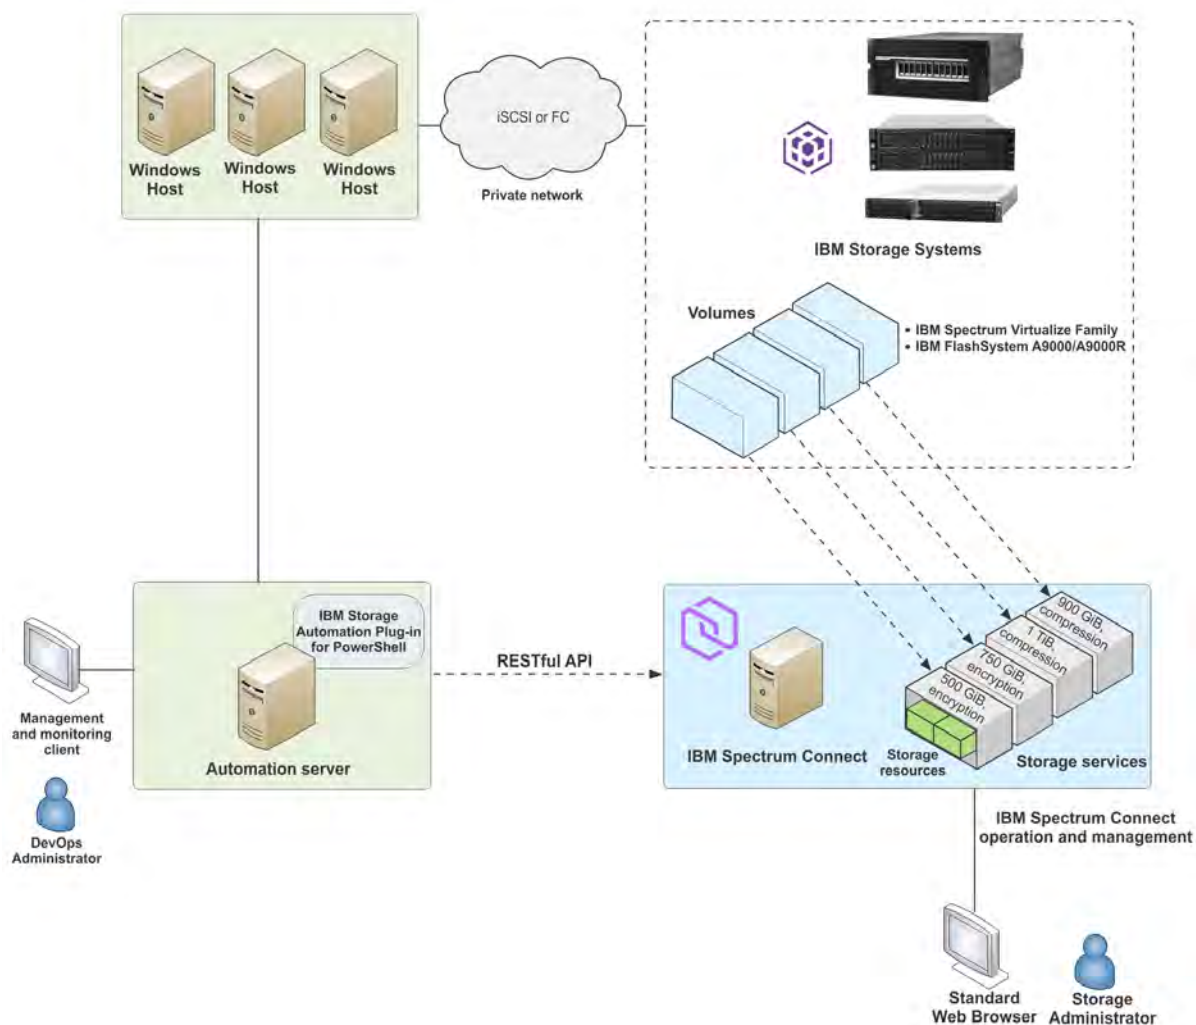 iSCSI or FC
Windows
Host
Windows
Host
Windows
Host
Private network
IBM Storage Systems
Volumes
• IBM Spectrum Virtualize Family
• IBM FlashSystem A9000/A9000R
IBM Storage
Automation Plug-in
for PowerShell
RESTful API
900 GiB,
compression
1 TiB,
compression
750 GiB,
encryption
500 GiB,
encryption
Management
and monitoring
client
Automation server
IBM Spectrum Connect
Storage
resources
Storage services
DevOps
Administrator
IBM Spectrum Connect
operation and management
Standard
Web Browser
Storage
Administrator